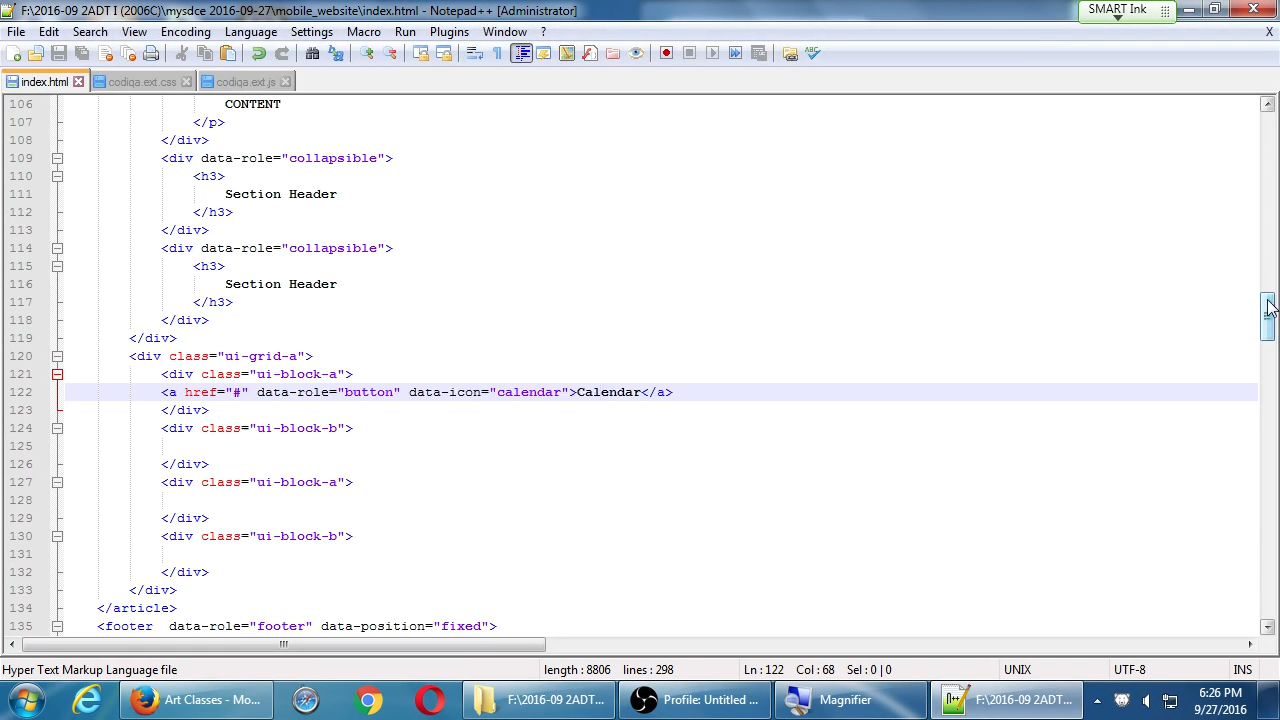 F:\2016-09 2ADT I (2006C)\mysdce 2016-09-27\mobile_website\index.html - Notepad++ [Administrator]
SMART Ink
File Edit Search View Encoding Language Settings Macro Run Plugins Window ? X
index.html codiqa.ext.css codiqa.ext.js
106 CONTENT
107 </p>
108 </div>
109 <div data-role="collapsible">
110 <h3>
111 Section Header
112 </h3>
113 </div>
114 <div data-role="collapsible">
115 <h3>
116 Section Header
117 </h3>
118 </div>
119 </div>
120 <div class="ui-grid-a">
121 <div class="ui-block-a">
122 <a href="#" data-role="button" data-icon="calendar">Calendar</a>
123 </div>
124 <div class="ui-block-b">
125
126 </div>
127 <div class="ui-block-a">
128
129 </div>
130 <div class="ui-block-b">
131
132 </div>
133 </div>
134 </article>
135 <footer  data-role="footer" data-position="fixed">
Hyper Text Markup Language file length : 8806 lines : 298 Ln : 122 Col : 68 Sel : 0 | 0 UNIX UTF-8 INS
Art Classes - Mo... F:\2016-09 2ADT... Profile: Untitled ... Magnifier F:\2016-09 2ADT... 6:26 PM
9/27/2016